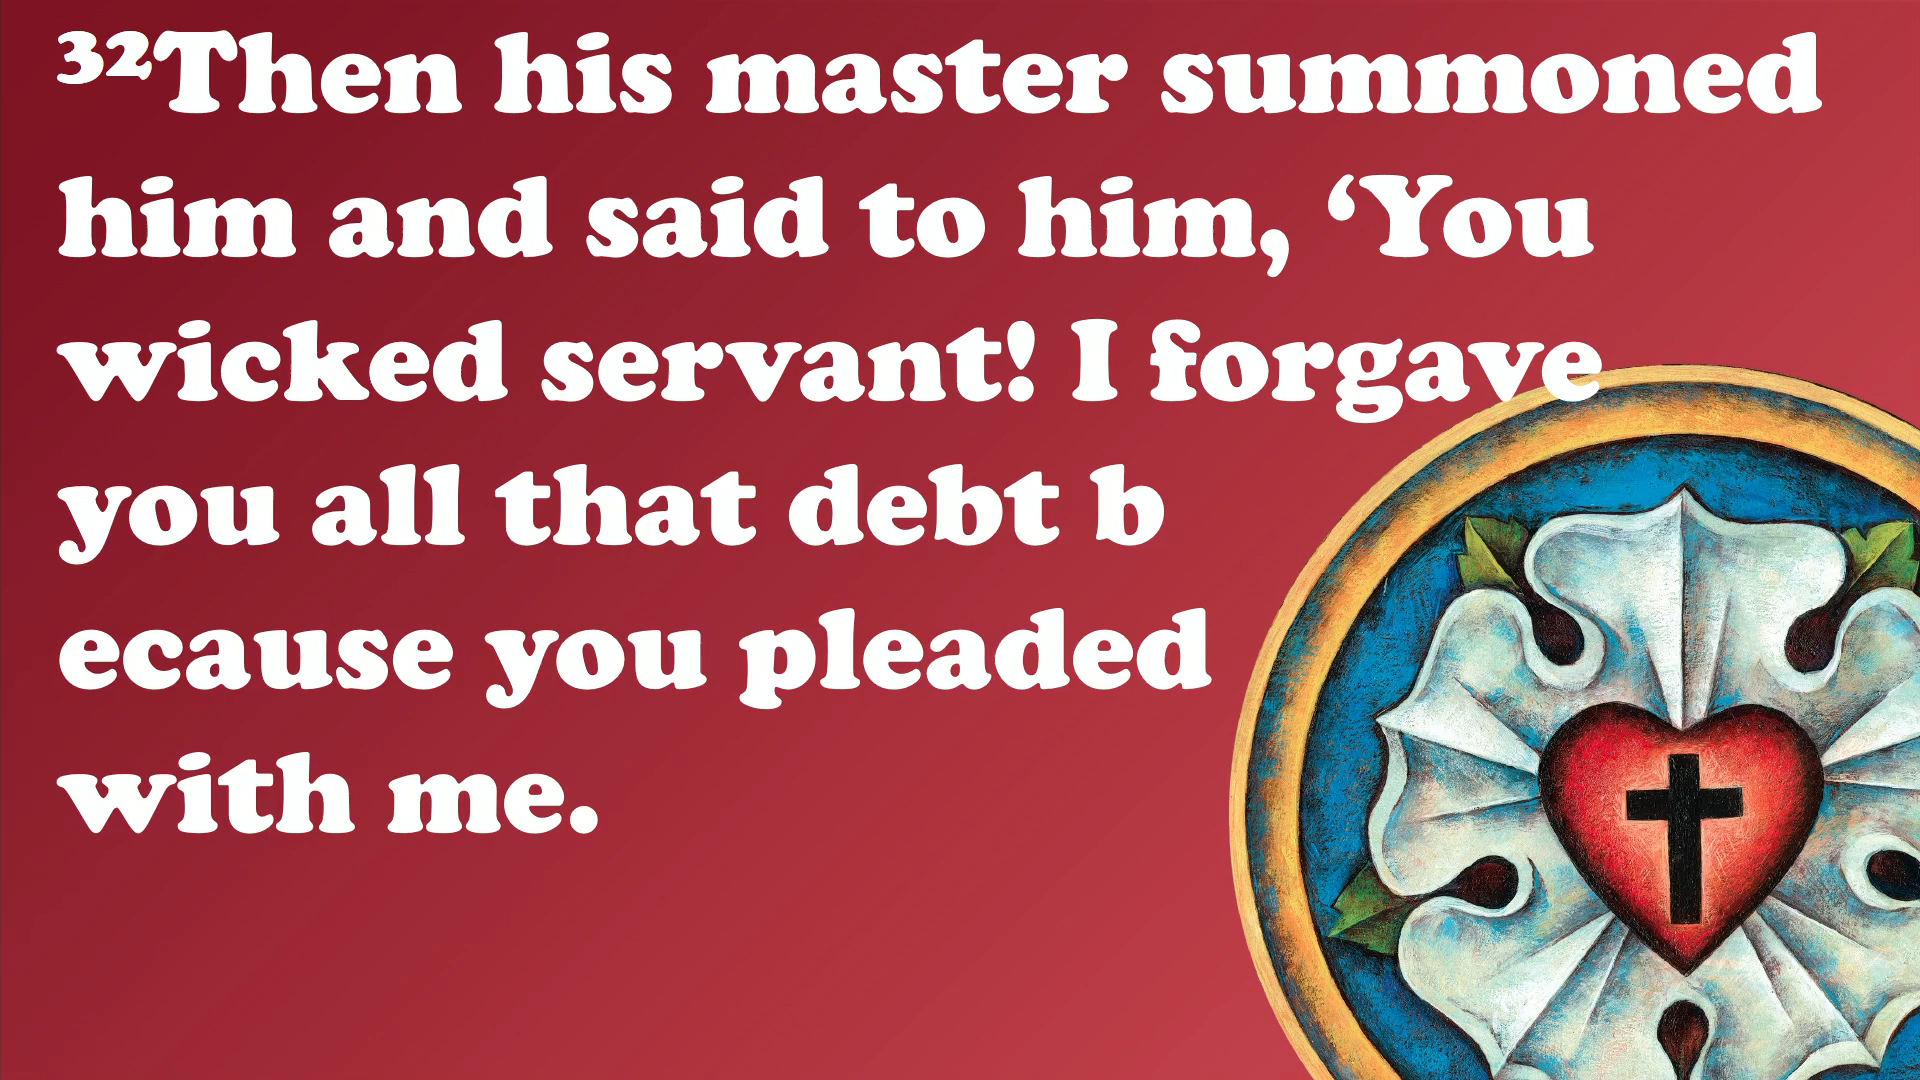 ³²Then his master summoned
him and said to him, ‘You
wicked servant! I forgave
you all that debt b
ecause you pleaded
with me.